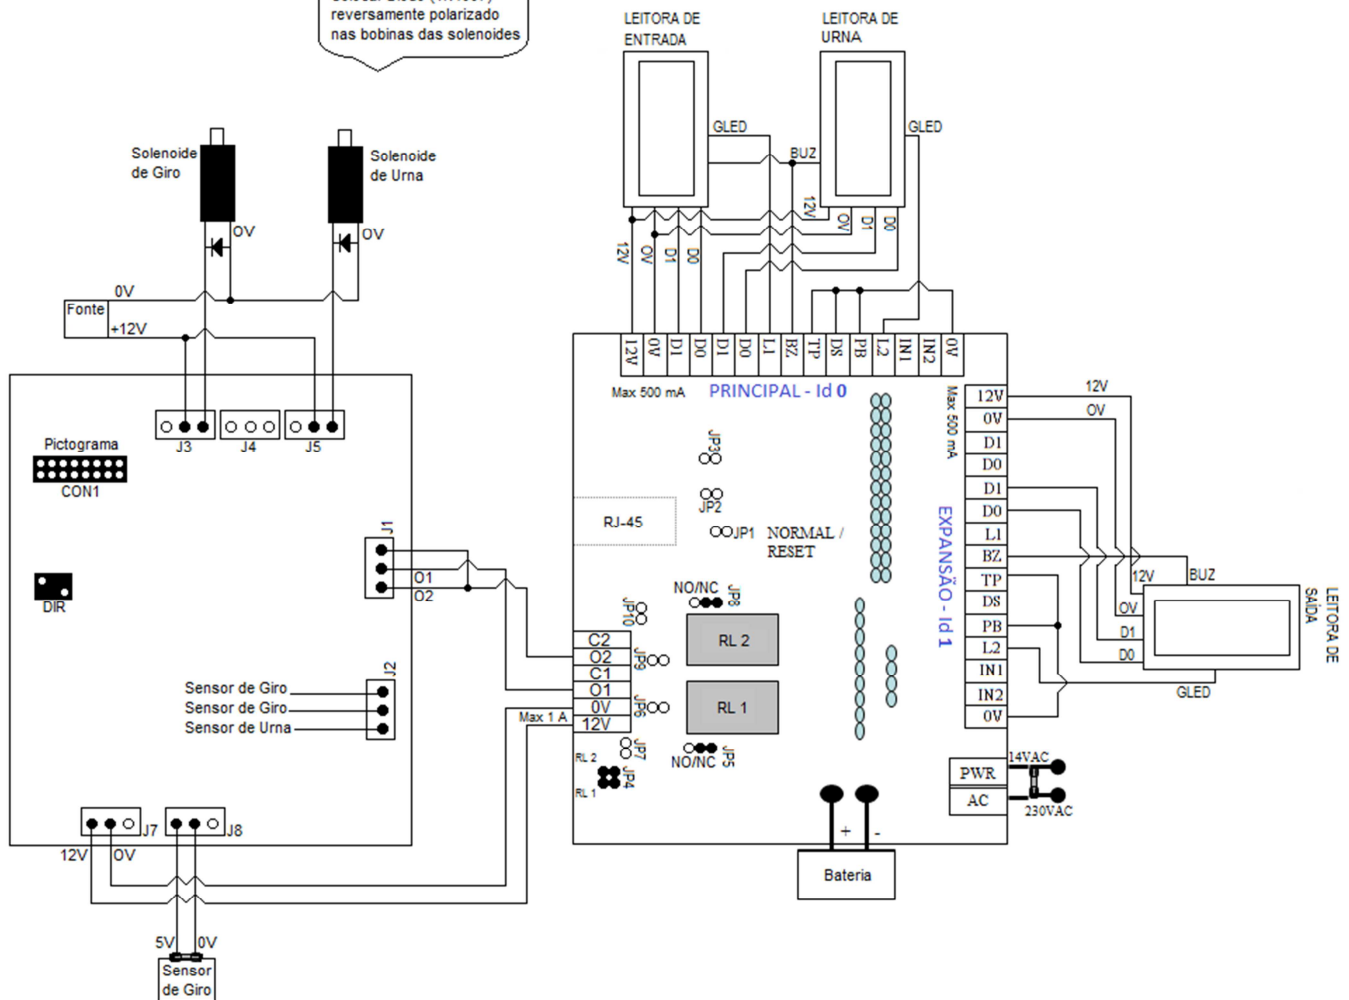 reversamente polarizado
nas bobinas das solenoides
LEITORA DE
ENTRADA
LEITORA DE
URNA
GLED
BUZ
GLED
Solenoide
de Giro
Solenoide
de Urna
0V
0V
12V
0V
D1
D0
12V
0V
D1
D0
Fonte
0V
+12V
12V
0V
D1
D0
D1
D0
L1
BZ
TP
DS
PB
L2
IN1
IN2
0V
Max 500 mA
PRINCIPAL - Id 0
Max 500 mA
12V
0V
D1
D0
D1
D0
L1
BZ
TP
DS
PB
L2
IN1
IN2
0V
12V
0V
EXPANSÃO - Id 1
J3
J4
J5
Pictograma
CON1
DIR
J1
O1
O2
J2
Sensor de Giro
Sensor de Giro
Sensor de Urna
J7
J8
12V
0V
5V
0V
Sensor
de Giro
JP3
JP2
JP1
NORMAL /
RESET
RJ-45
NO/NC
JP8
JP10
RL 2
JP9
C2
O2
C1
O1
0V
12V
Max 1 A
JP6
RL 1
JP7
NO/NC
JP5
RL 2
RL 1
JP4
12V
BUZ
0V
D1
D0
GLED
LEITORA DE
SAÍDA
PWR
AC
14VAC
230VAC
+
-
Bateria